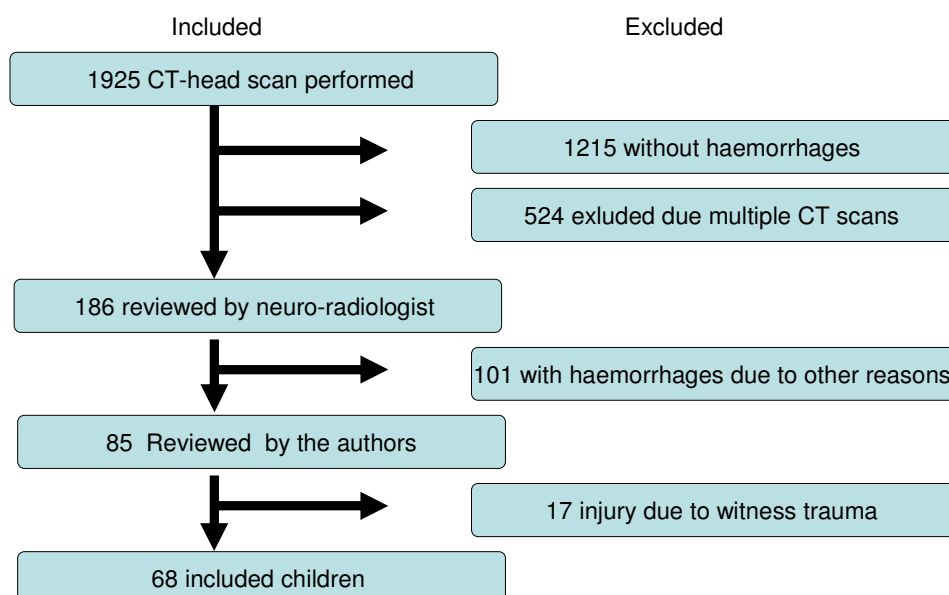 Included
Excluded
1925 CT-head scan performed
1215 without haemorrhages
524 exluded due multiple CT scans
186 reviewed by neuro-radiologist
101 with haemorrhages due to other reasons
85 Reviewed by the authors
17 injury due to witness trauma
68 included children